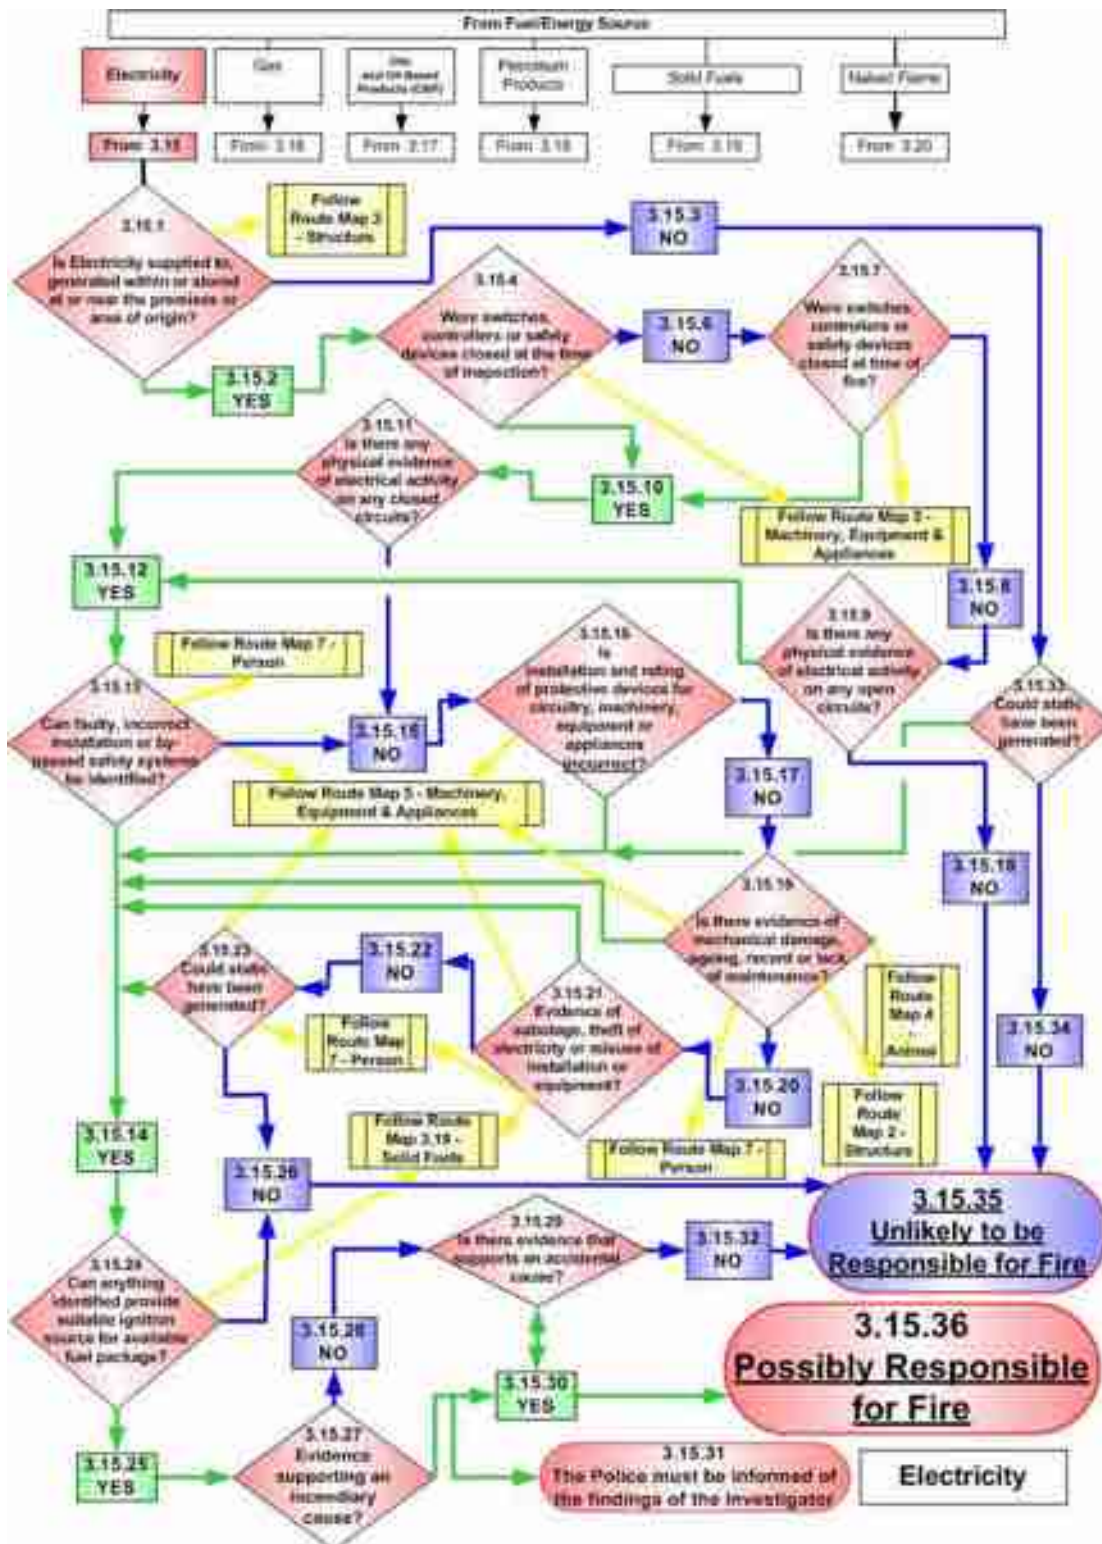 From Fuel/Energy Source
Electricity
Gas
Oils
and Oil Based
Products
Petroleum
Products
Solid Fuels
Naked Flame
From 3.15
From 3.16
From 3.17
From 3.18
From 3.19
From 3.20
3.15.1
Is Electricity supplied to,
generated within or stored
at or near the premises or
area of origin?
Follow
Route Map 2
- Structure
3.15.3
NO
3.15.4
Were switches,
controllers or safety
devices closed at the time
of inspection?
3.15.6
NO
3.15.7
Were switches,
controllers or
safety devices
closed at time of
fire?
3.15.2
YES
3.15.11
Is there any
physical evidence
of electrical activity
on any closed
circuits?
3.15.10
YES
Follow Route Map 5 -
Machinery, Equipment &
Appliances
3.15.12
YES
3.15.8
NO
3.15.9
Is there any
physical evidence
of electrical activity
on any open
circuits?
Follow Route Map 7 -
Person
3.15.13
Can faulty, incorrect
installation or by-
passed safety systems
be identified?
3.15.15
NO
3.15.16
Is
installation and rating
of protective devices for
circuitry, machinery,
equipment or
appliances
incorrect?
3.15.33
Could static
have been
generated?
3.15.17
NO
Follow Route Map 5 - Machinery,
Equipment & Appliances
3.15.18
NO
3.15.19
Is there evidence of
mechanical damage,
ageing, record or lack
of maintenance?
3.15.23
Could static
have been
generated?
3.15.22
NO
3.15.21
Evidence of
sabotage, theft of
electricity or misuse of
installation or
equipment?
Follow
Route Map
7 - Person
Follow
Route
Map 4
-
Animal
3.15.34
NO
3.15.20
NO
Follow
Route
Map 2 -
Structure
3.15.14
YES
Follow Route
Map 3.19 -
Solid Fuels
Follow Route Map 7 -
Person
3.15.26
NO
3.15.35
Unlikely to be
Responsible for Fire
3.15.29
Is there evidence that
supports an accidental
cause?
3.15.32
NO
3.15.24
Can anything
identified provide
suitable ignition
source for available
fuel package?
3.15.28
NO
3.15.36
Possibly Responsible
for Fire
3.15.30
YES
3.15.25
YES
3.15.27
Evidence
supporting an
incendiary
cause?
3.15.31
The Police must be informed of
the findings of the Investigator
Electricity